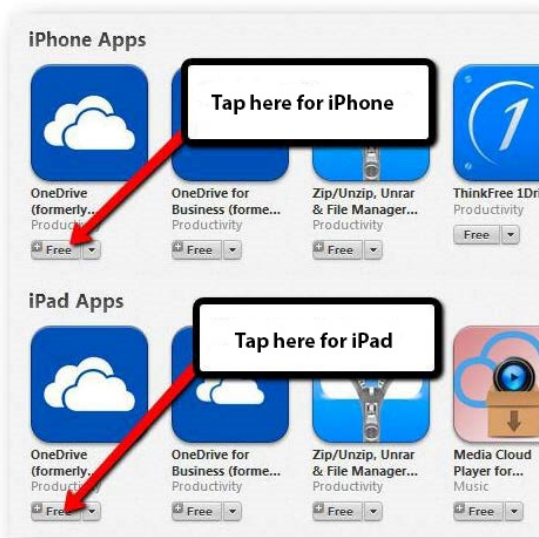 iPhone Apps
Tap here for iPhone
OneDrive OneDrive for Zip/Unzip, Unrar ThinkFree 1Dri
(formerly... Business (forme... & File Manager... Productivity
Productivity Productivity Productivity
Free Free Free Free
iPad Apps
Tap here for iPad
OneDrive OneDrive for Zip/Unzip, Unrar Media Cloud
(formerly... Business (forme... & File Manager... Player for...
Productivity Productivity Productivity Music
Free Free Free Free